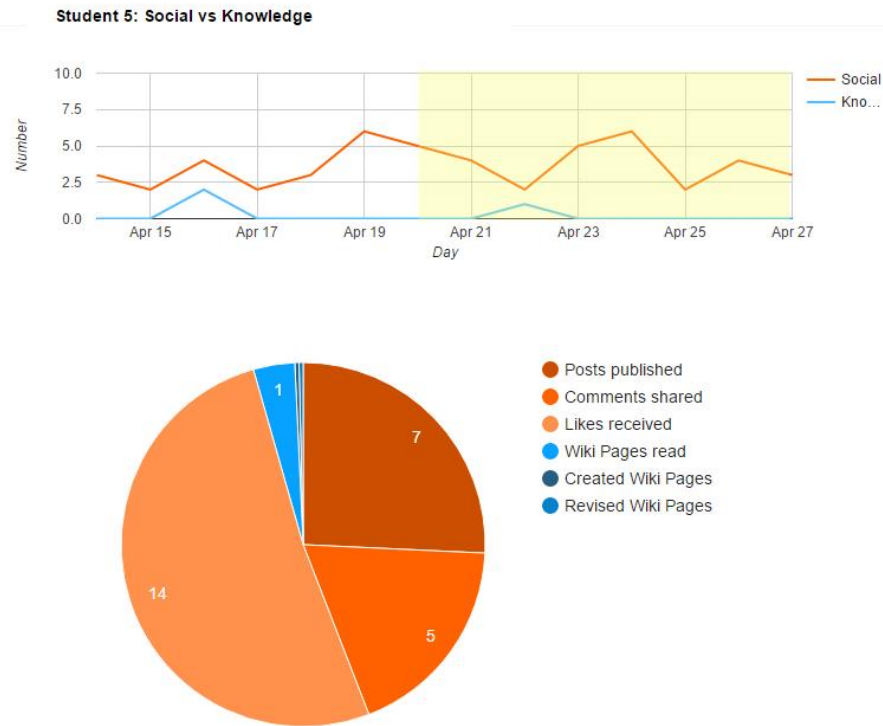 Student 5: Social vs Knowledge
10.0
7.5
5.0
2.5
0.0
Number
Apr 15
Apr 17
Apr 19
Apr 21
Apr 23
Apr 25
Apr 27
Day
Social
Kno...
1
7
14
5
Posts published
Comments shared
Likes received
Wiki Pages read
Created Wiki Pages
Revised Wiki Pages